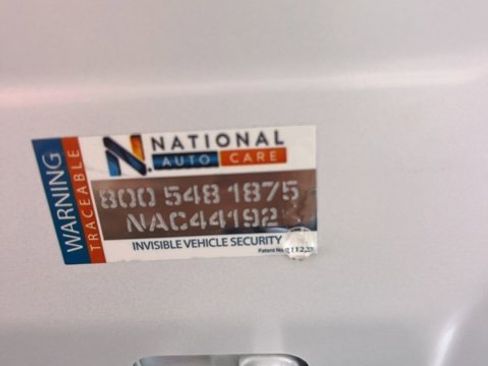 WARNING
TRACEABLE
N. NATIONAL
AUTO CARE
800 548 1875
NAC44192
INVISIBLE VEHICLE SECURITY